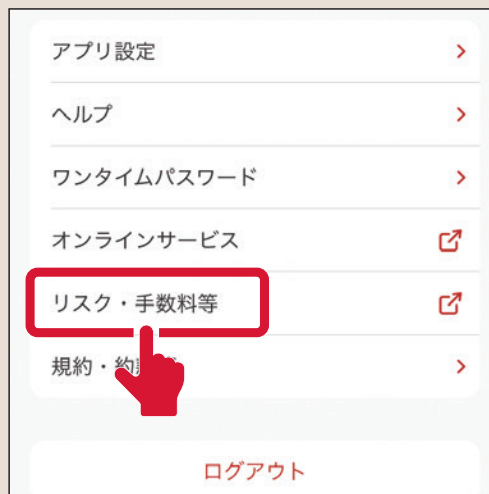 アプリ設定
ヘルプ
ワンタイムパスワード
オンラインサービス
リスク・手数料等
規約・約
ログアウト